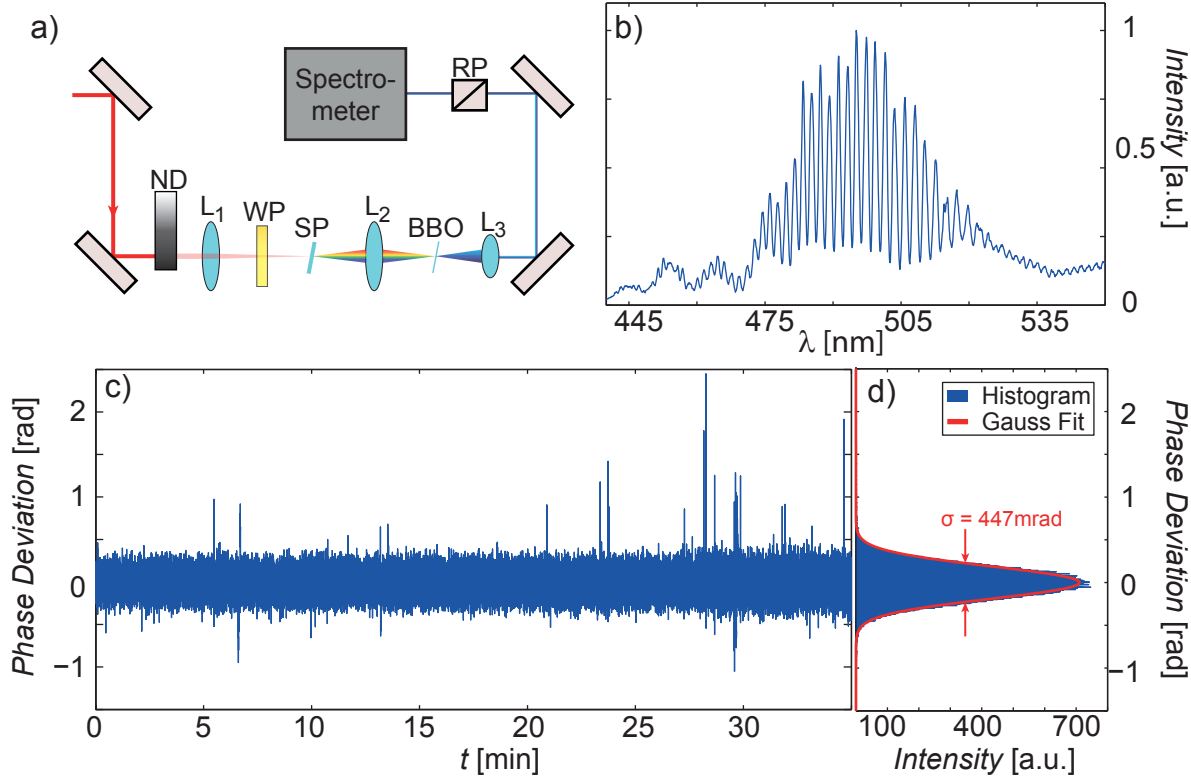 a)
Spectro-
meter
RP
ND
L1
WP
SP
L2
BBO
L3
b)
1
0.5
0
Intensity
[a.u.]
445
475
505
535
λ [nm]
c)
2
1
0
−1
Phase Deviation [rad]
0
5
10
15
20
25
30
t [min]
d)
Histogram
Gauss Fit
σ = 447mrad
2
1
0
−1
Phase Deviation [rad]
100
400
700
Intensity [a.u.]